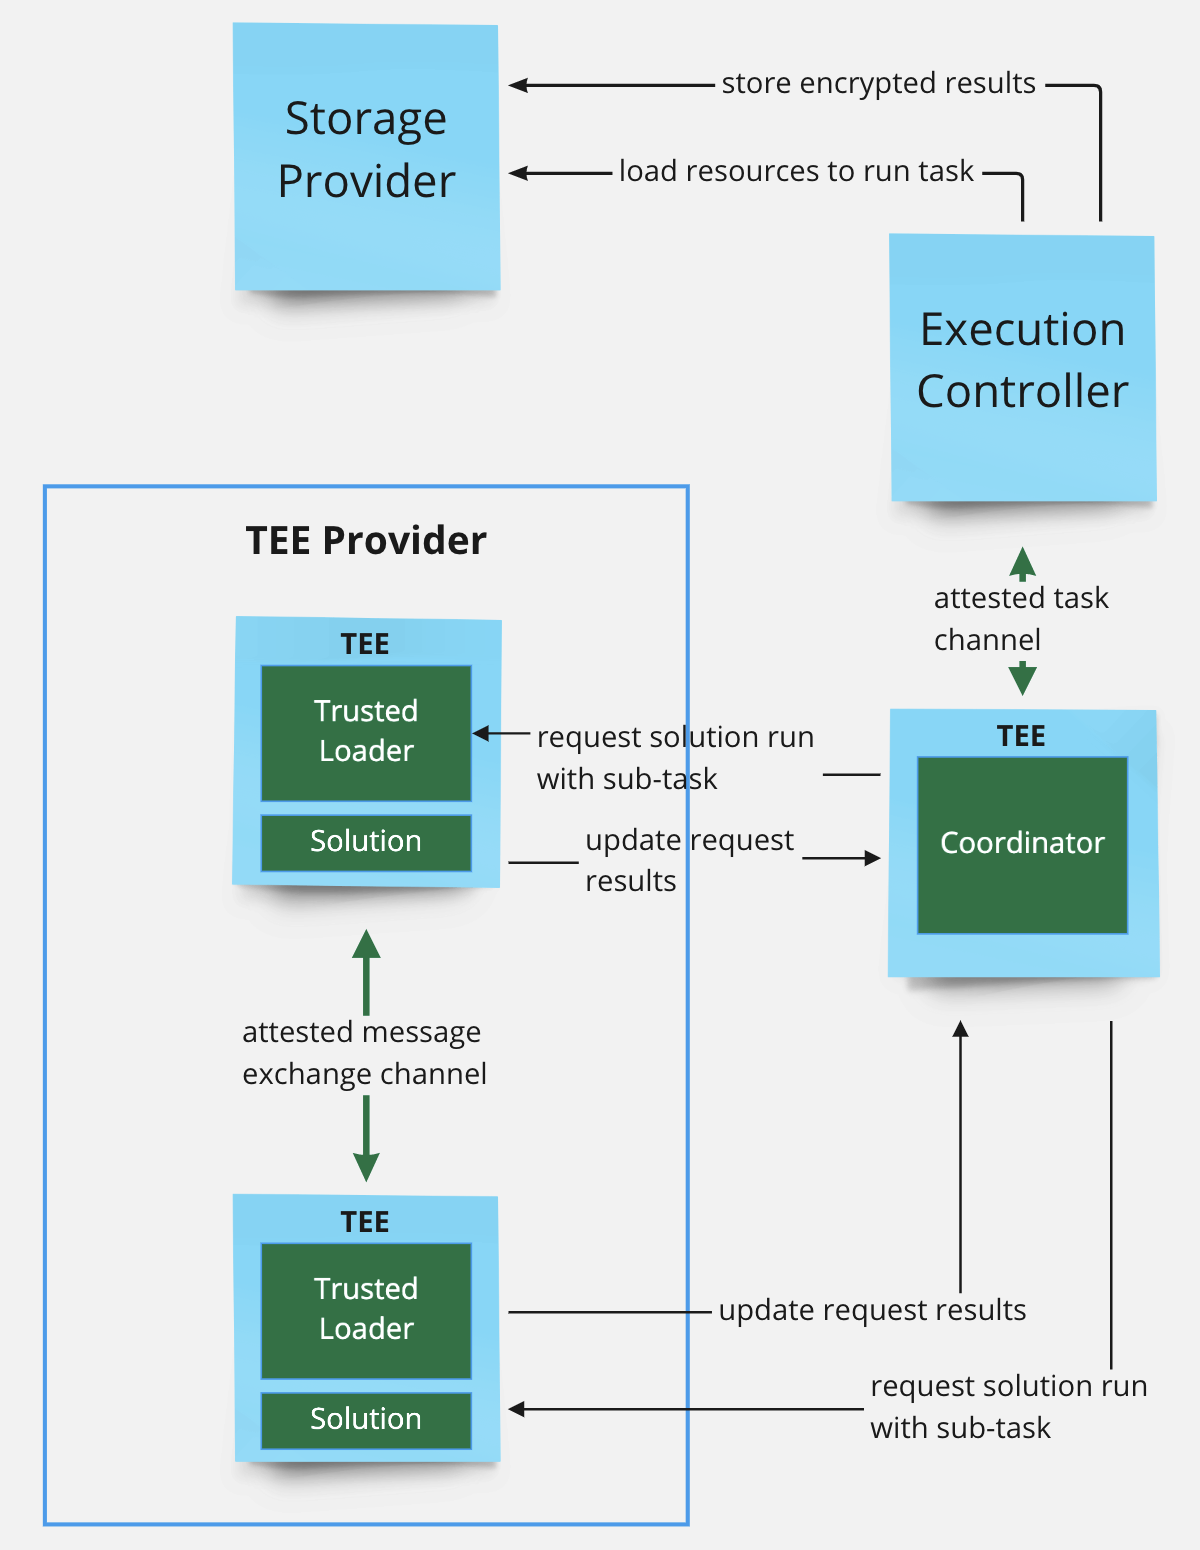 Storage
Provider
store encrypted results
load resources to run task
Execution
Controller
attested task
channel
TEE Provider
TEE
Trusted
Loader
Solution
request solution run
with sub-task
update request
results
TEE
Coordinator
attested message
exchange channel
TEE
Trusted
Loader
Solution
update request results
request solution run
with sub-task